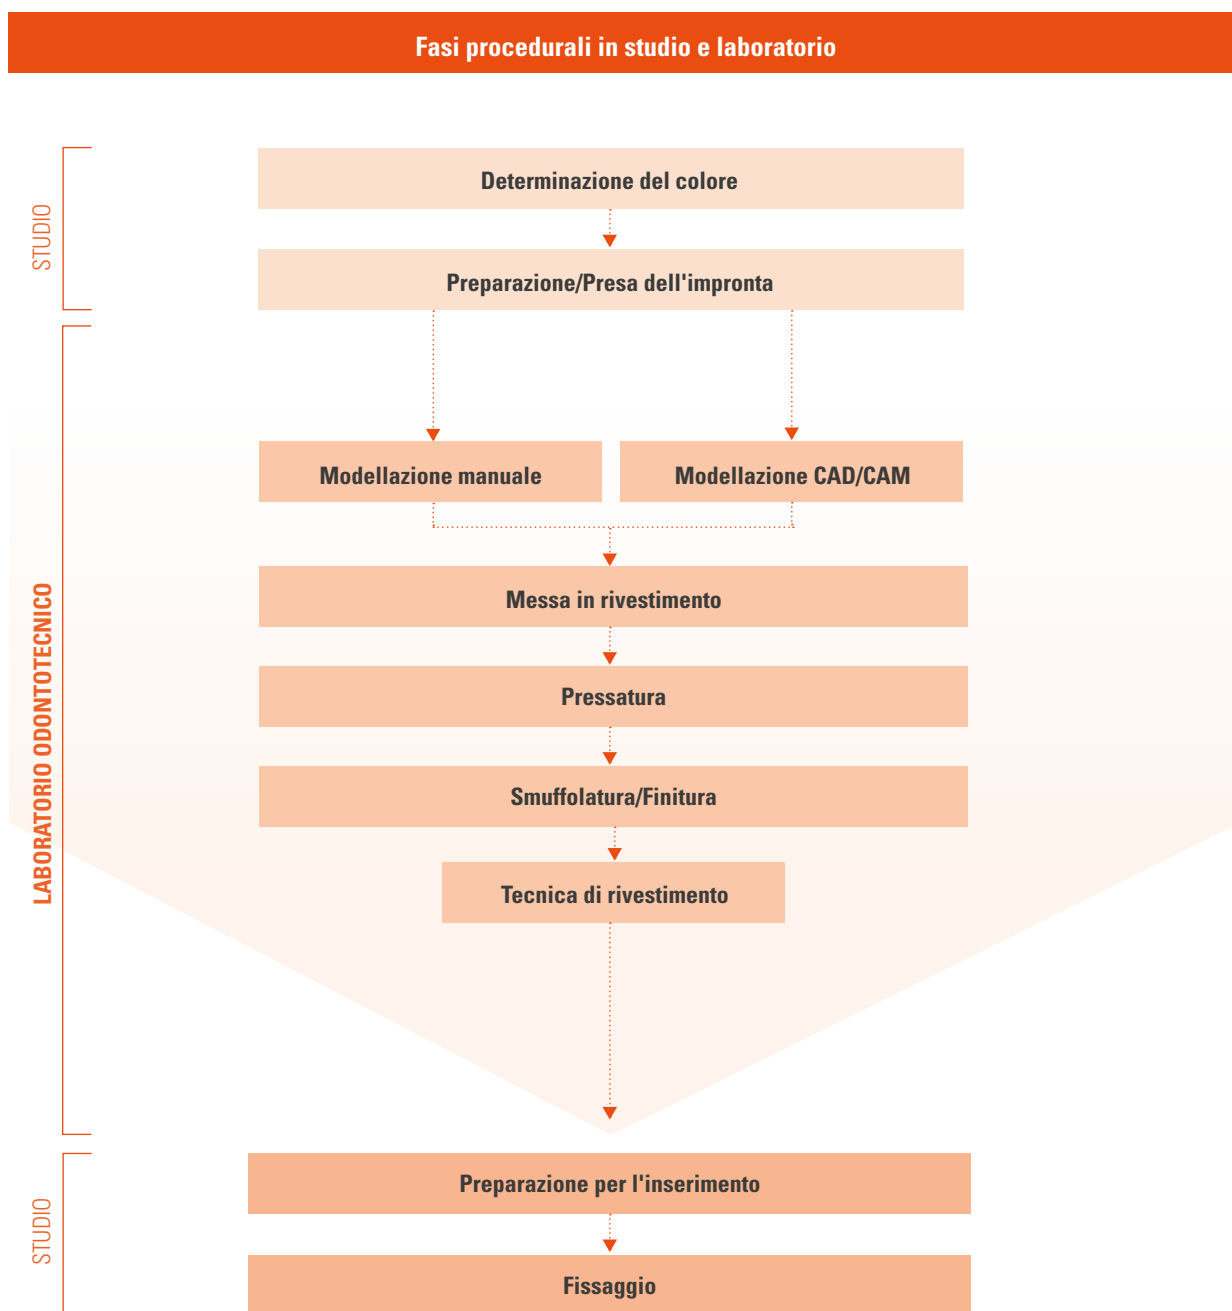 Fasi procedurali in studio e laboratorio
STUDIO
Determinazione del colore
Preparazione/Presa dell'impronta
LABORATORIO ODONTOTECNICO
Modellazione manuale
Modellazione CAD/CAM
Messa in rivestimento
Pressatura
Smuffolatura/Finitura
Tecnica di rivestimento
STUDIO
Preparazione per l'inserimento
Fissaggio